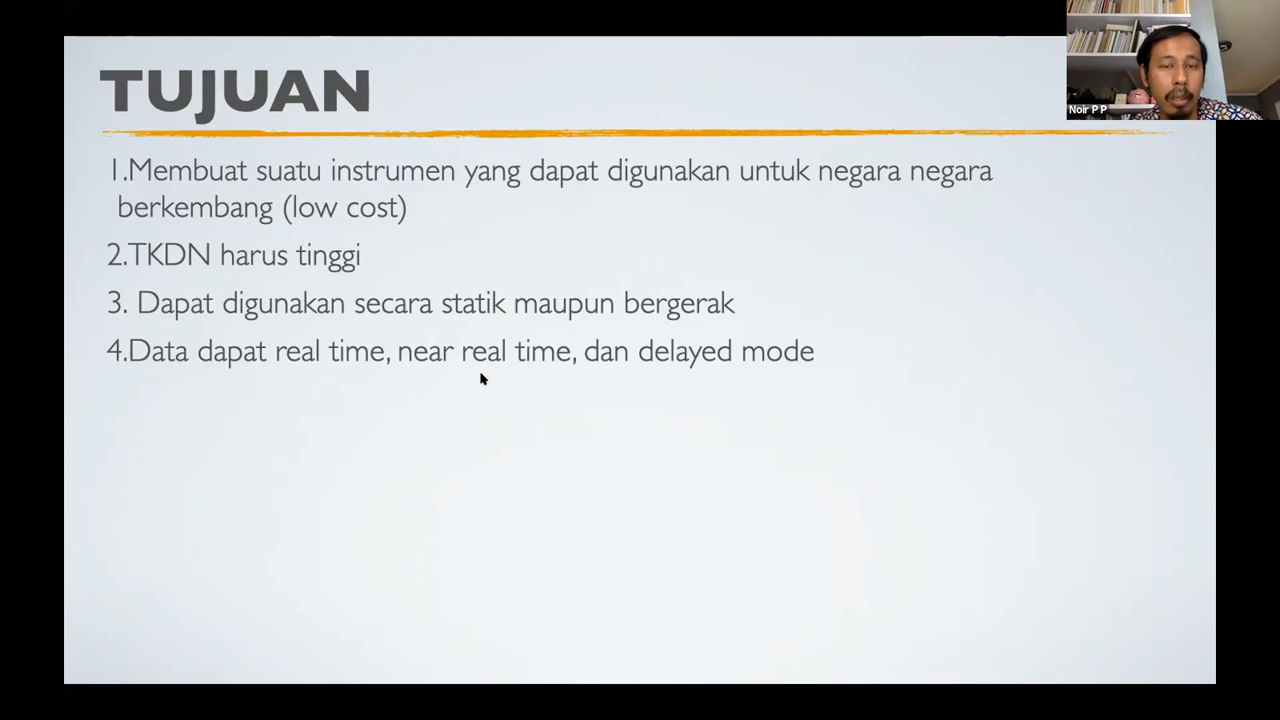 TUJUAN
1.Membuat suatu instrumen yang dapat digunakan untuk negara negara
berkembang (low cost)
2.TKDN harus tinggi
3. Dapat digunakan secara statik maupun bergerak
4.Data dapat real time, near real time, dan delayed mode
Noir P P